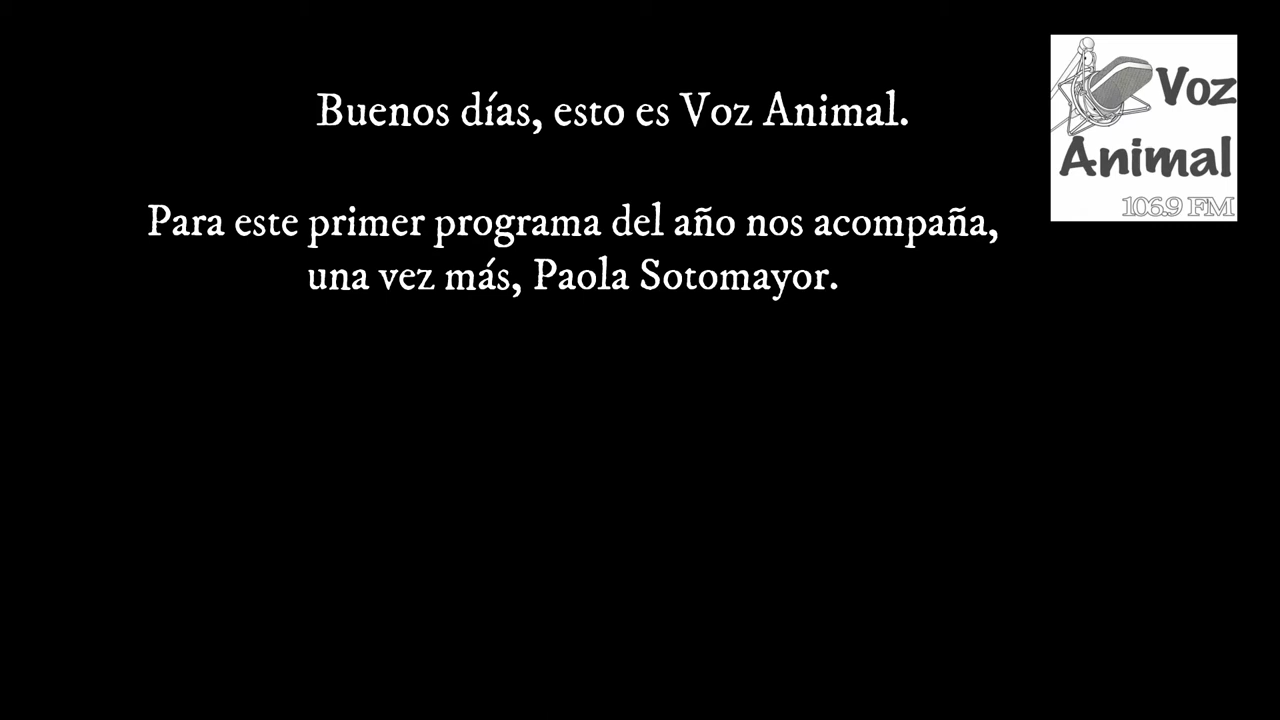 Buenos días, esto es Voz Animal.
Para este primer programa del año nos acompaña,
una vez más, Paola Sotomayor.
Voz
Animal
106.9 FM